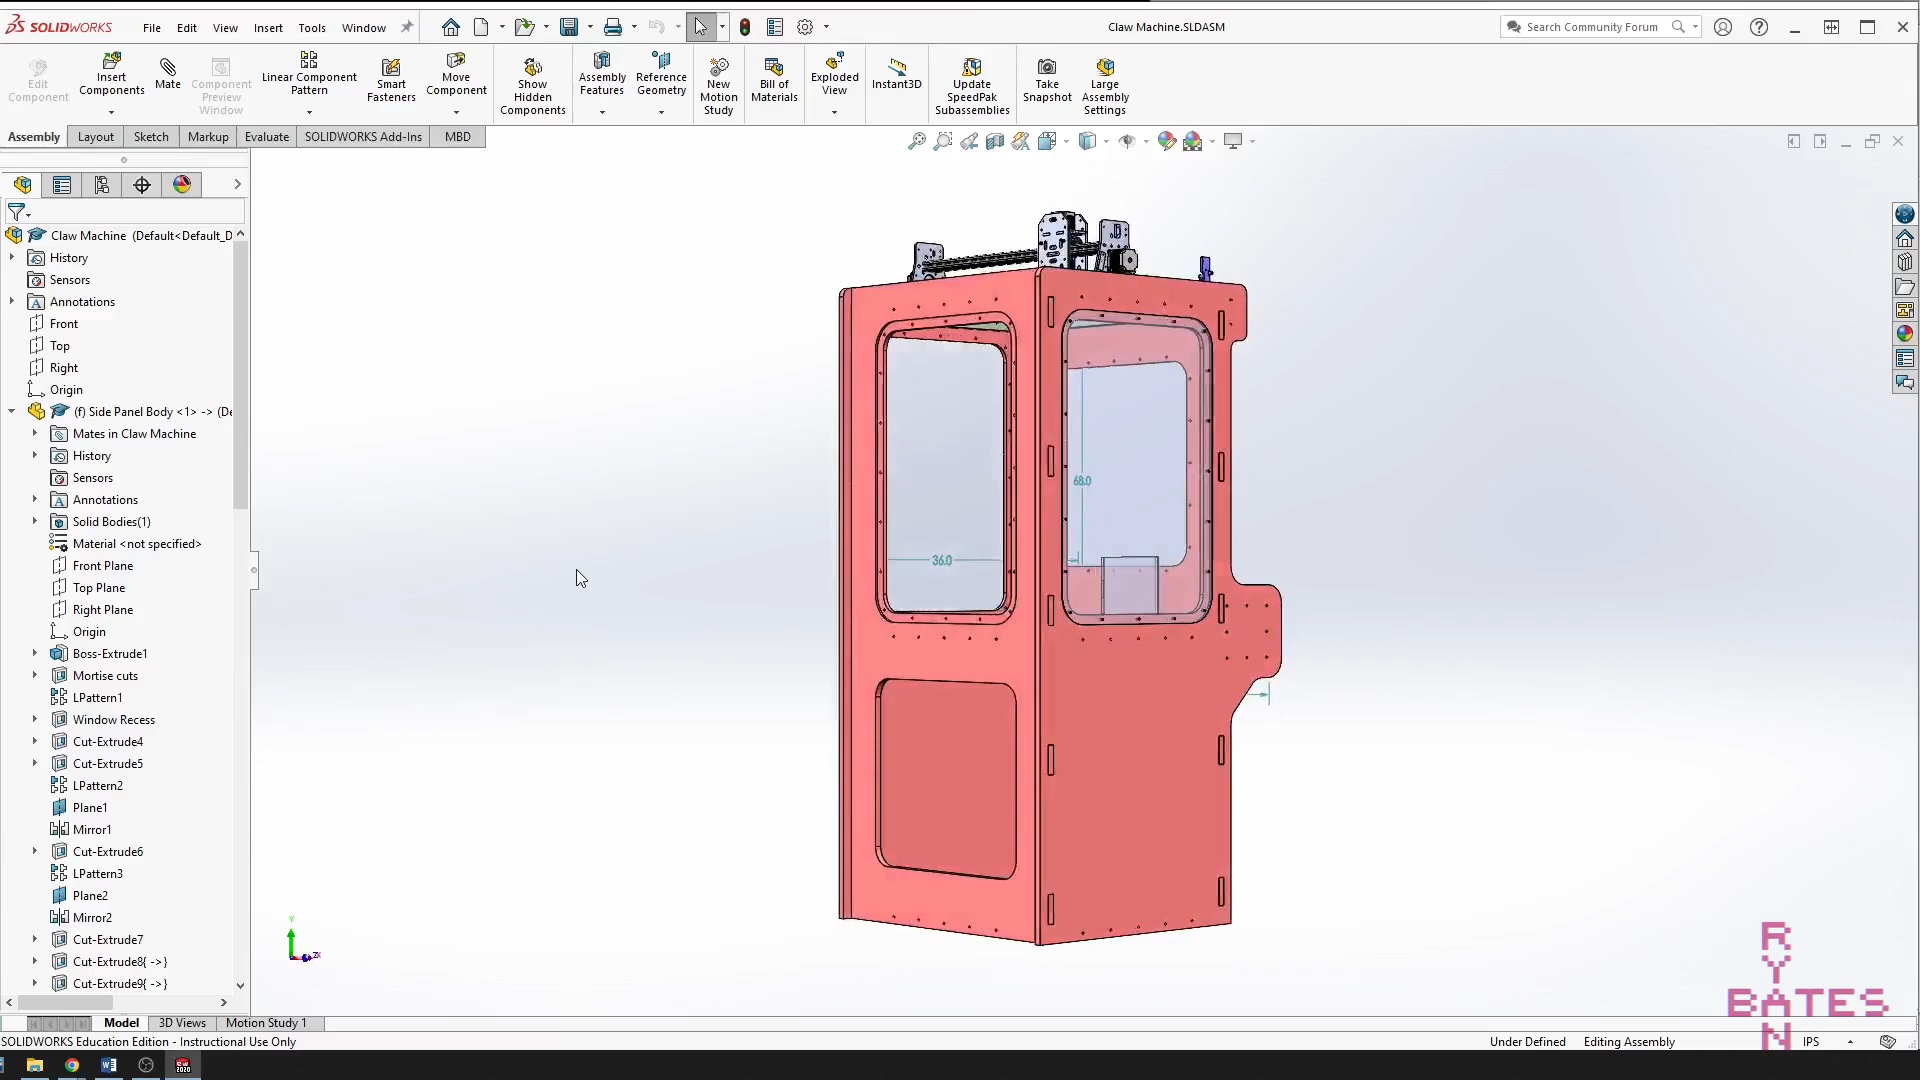 SOLIDWORKS
File
Edit
View
Insert
Tools
Window
Claw Machine.SLDASM
Search Community Forum
Edit
Component
Insert
Components
Mate
Component
Preview
Window
Linear Component
Pattern
Smart
Fasteners
Move
Component
Show
Hidden
Components
Assembly
Features
Reference
Geometry
New
Motion
Study
Bill of
Materials
Exploded
View
Instant3D
Update
SpeedPak
Subassemblies
Take
Snapshot
Large
Assembly
Settings
Assembly
Layout
Sketch
Markup
Evaluate
SOLIDWORKS Add-Ins
MBD
Claw Machine (Default<Default_D
History
Sensors
Annotations
Front
Top
Right
Origin
(f) Side Panel Body <1> -> (De
Mates in Claw Machine
History
Sensors
Annotations
Solid Bodies(1)
Material <not specified>
Front Plane
Top Plane
Right Plane
Origin
Boss-Extrude1
Mortise cuts
LPattern1
Window Recess
Cut-Extrude4
Cut-Extrude5
LPattern2
Plane1
Mirror1
Cut-Extrude6
LPattern3
Plane2
Mirror2
Cut-Extrude7
Cut-Extrude8{ ->}
Cut-Extrude9{ ->}
68.0
36.0
Y
Model
3D Views
Motion Study 1
SOLIDWORKS Education Edition - Instructional Use Only
Under Defined
Editing Assembly
IPS
RYAN
BATES